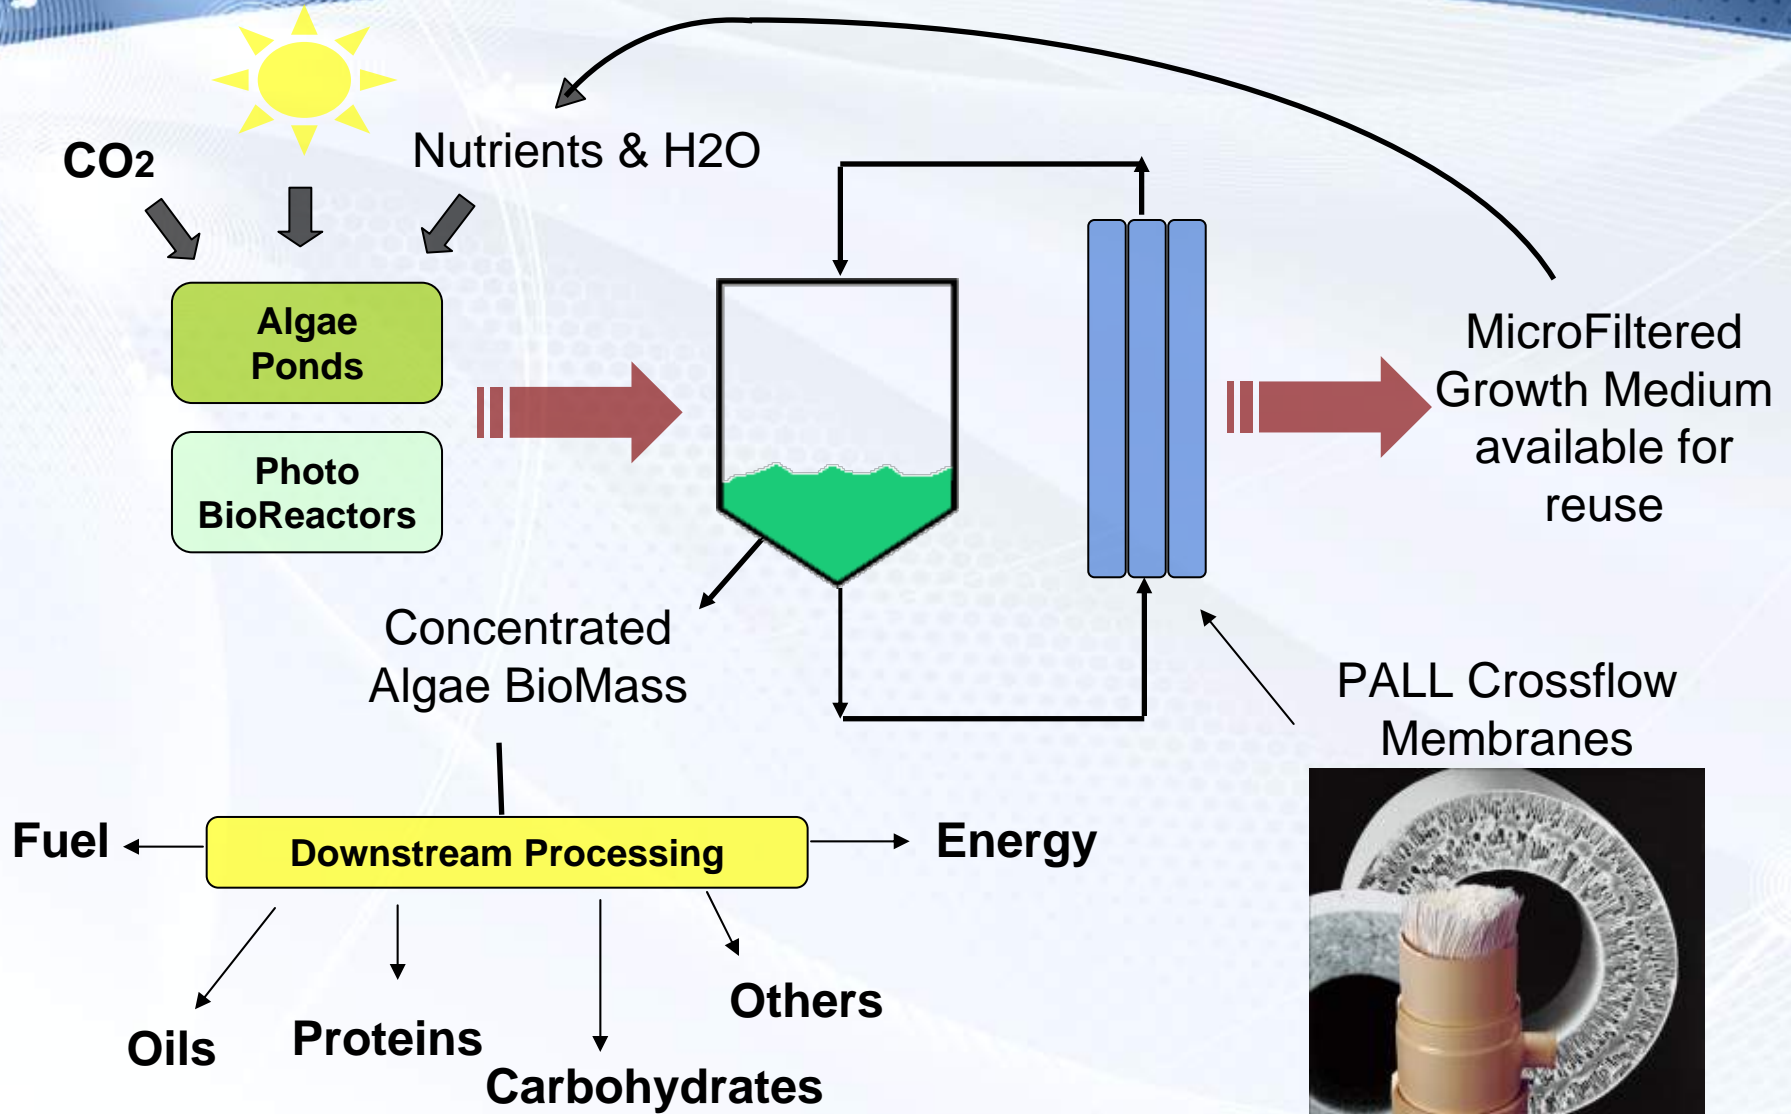 CO2
Nutrients & H2O
Algae
Ponds
Photo
BioReactors
MicroFiltered
Growth Medium
available for
reuse
Concentrated
Algae BioMass
PALL Crossflow
Membranes
Fuel
Downstream Processing
Energy
Oils
Proteins
Carbohydrates
Others